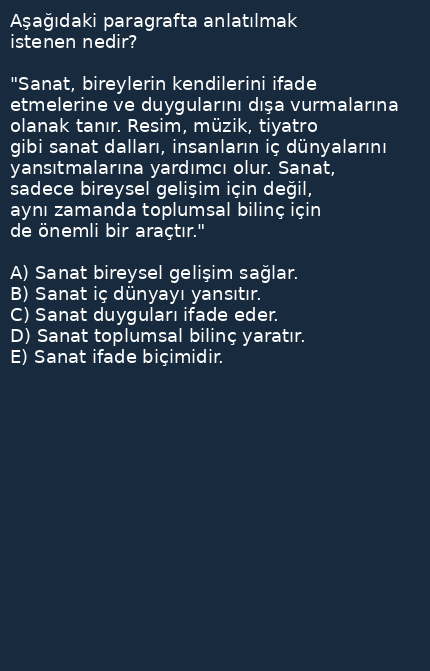 Aşağıdaki paragrafta anlatılmak
istenen nedir?
"Sanat, bireylerin kendilerini ifade
etmelerine ve duygularını dışa vurmalarına
olanak tanır. Resim, müzik, tiyatro
gibi sanat dalları, insanların iç dünyalarını
yansıtmalarına yardımcı olur. Sanat,
sadece bireysel gelişim için değil,
aynı zamanda toplumsal bilinç için
de önemli bir araçtır."
A) Sanat bireysel gelişim sağlar.
B) Sanat iç dünyayı yansıtır.
C) Sanat duyguları ifade eder.
D) Sanat toplumsal bilinç yaratır.
E) Sanat ifade biçimidir.